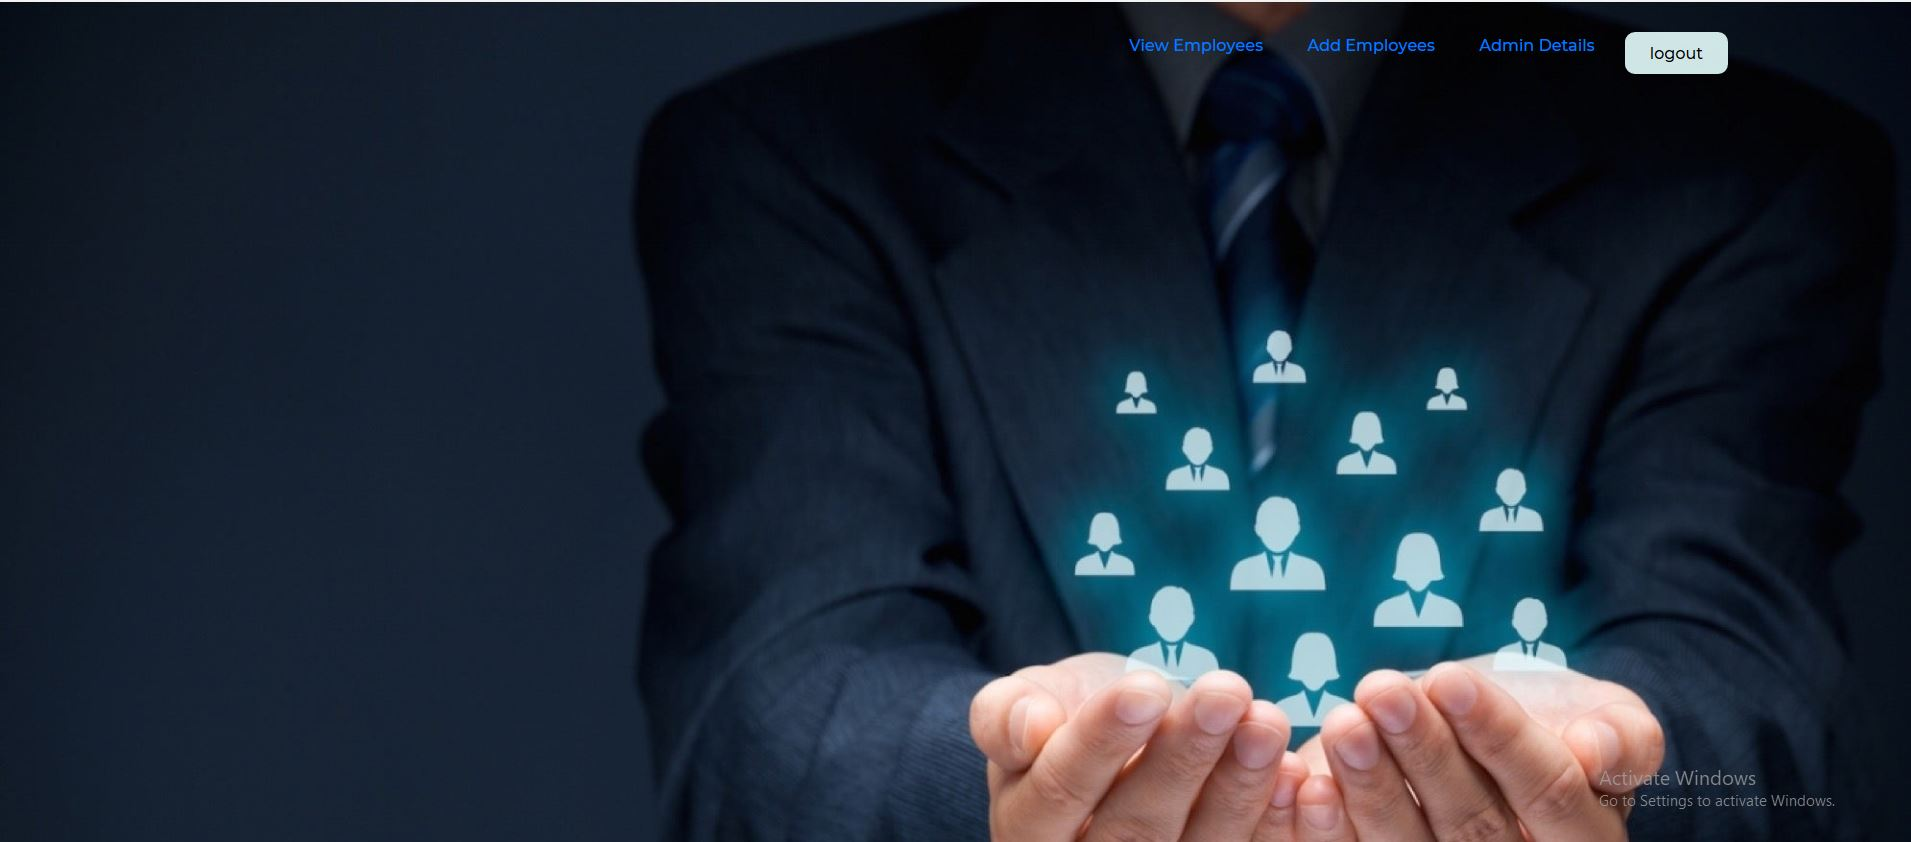 View Employees Add Employees Admin Details logout
Activate Windows
Go to Settings to activate Windows.